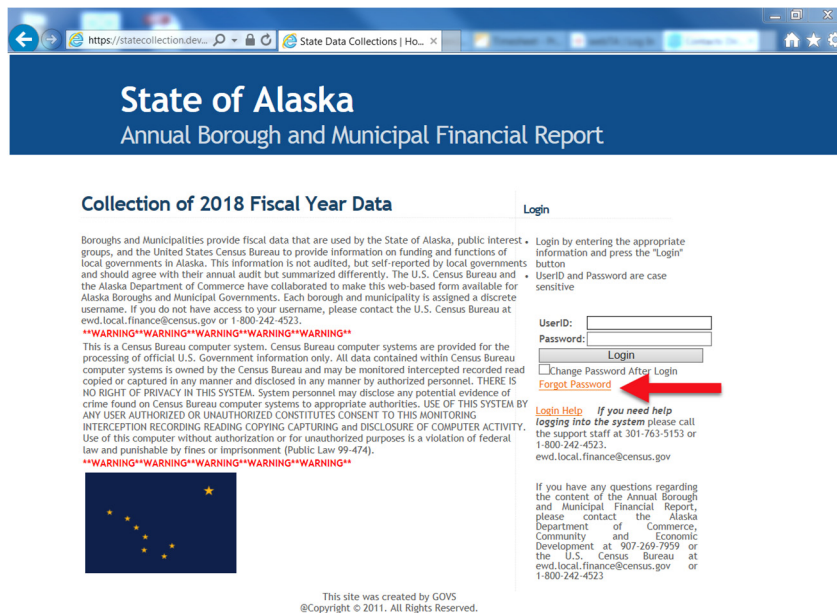 https://statecollection.dev...
State Data Collections | Ho...
State of Alaska
Annual Borough and Municipal Financial Report
Collection of 2018 Fiscal Year Data
Boroughs and Municipalities provide fiscal data that are used by the State of Alaska, public interest
groups, and the United States Census Bureau to provide information on funding and functions of
local governments in Alaska. This information is not audited, but self-reported by local governments
and should agree with their annual audit but summarized differently. The U.S. Census Bureau and
the Alaska Department of Commerce have collaborated to make this web-based form available for
Alaska Boroughs and Municipal Governments. Each borough and municipality is assigned a discrete
username. If you do not have access to your username, please contact the U.S. Census Bureau at
ewd.local.finance@census.gov or 1-800-242-4523.
**WARNING**WARNING**WARNING**WARNING**WARNING**
This is a Census Bureau computer system. Census Bureau computer systems are provided for the
processing of official U.S. Government information only. All data contained within Census Bureau
computer systems is owned by the Census Bureau and may be monitored intercepted recorded read
copied or captured in any manner and disclosed in any manner by authorized personnel. THERE IS
NO RIGHT OF PRIVACY IN THIS SYSTEM. System personnel may disclose any potential evidence of
crime found on Census Bureau computer systems to appropriate authorities. USE OF THIS SYSTEM BY
ANY USER AUTHORIZED OR UNAUTHORIZED CONSTITUTES CONSENT TO THIS MONITORING
INTERCEPTION RECORDING READING COPYING CAPTURING and DISCLOSURE OF COMPUTER ACTIVITY.
Use of this computer without authorization or for unauthorized purposes is a violation of federal
law and punishable by fines or imprisonment (Public Law 99-474).
**WARNING**WARNING**WARNING**WARNING**WARNING**
Login
• Login by entering the appropriate
information and press the "Login"
button
• UserID and Password are case
sensitive
UserID:
Password:
Login
Change Password After Login
Forgot Password
Login Help If you need help
logging into the system please call
the support staff at 301-763-5153 or
1-800-242-4523.
ewd.local.finance@census.gov
If you have any questions regarding
the content of the Annual Borough
and Municipal Financial Report,
please contact the Alaska
Department of Commerce,
Community and Economic
Development at 907-269-7959 or
the U.S. Census Bureau at
ewd.local.finance@census.gov or
1-800-242-4523
This site was created by GOVS
@Copyright © 2011. All Rights Reserved.